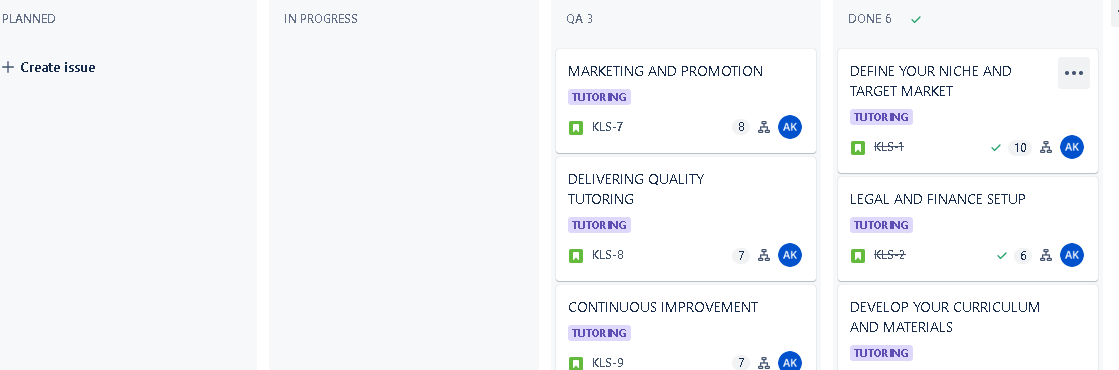 PLANNED
+ Create issue
IN PROGRESS
QA 3
MARKETING AND PROMOTION
TUTORING
KLS-7
8
AK
DELIVERING QUALITY
TUTORING
TUTORING
KLS-8
7
AK
CONTINUOUS IMPROVEMENT
TUTORING
KLS-9
7
AK
DONE 6
DEFINE YOUR NICHE AND
TARGET MARKET
TUTORING
KLS-1
10
AK
LEGAL AND FINANCE SETUP
TUTORING
KLS-2
6
AK
DEVELOP YOUR CURRICULUM
AND MATERIALS
TUTORING